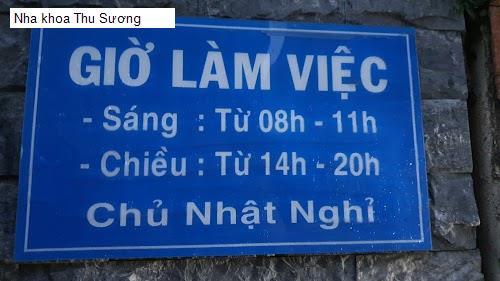 Nha khoa Thu Sương
GIỜ LÀM VIỆC
- Sáng : Từ 08h - 11h
- Chiều : Từ 14h - 20h
Chủ Nhật Nghỉ